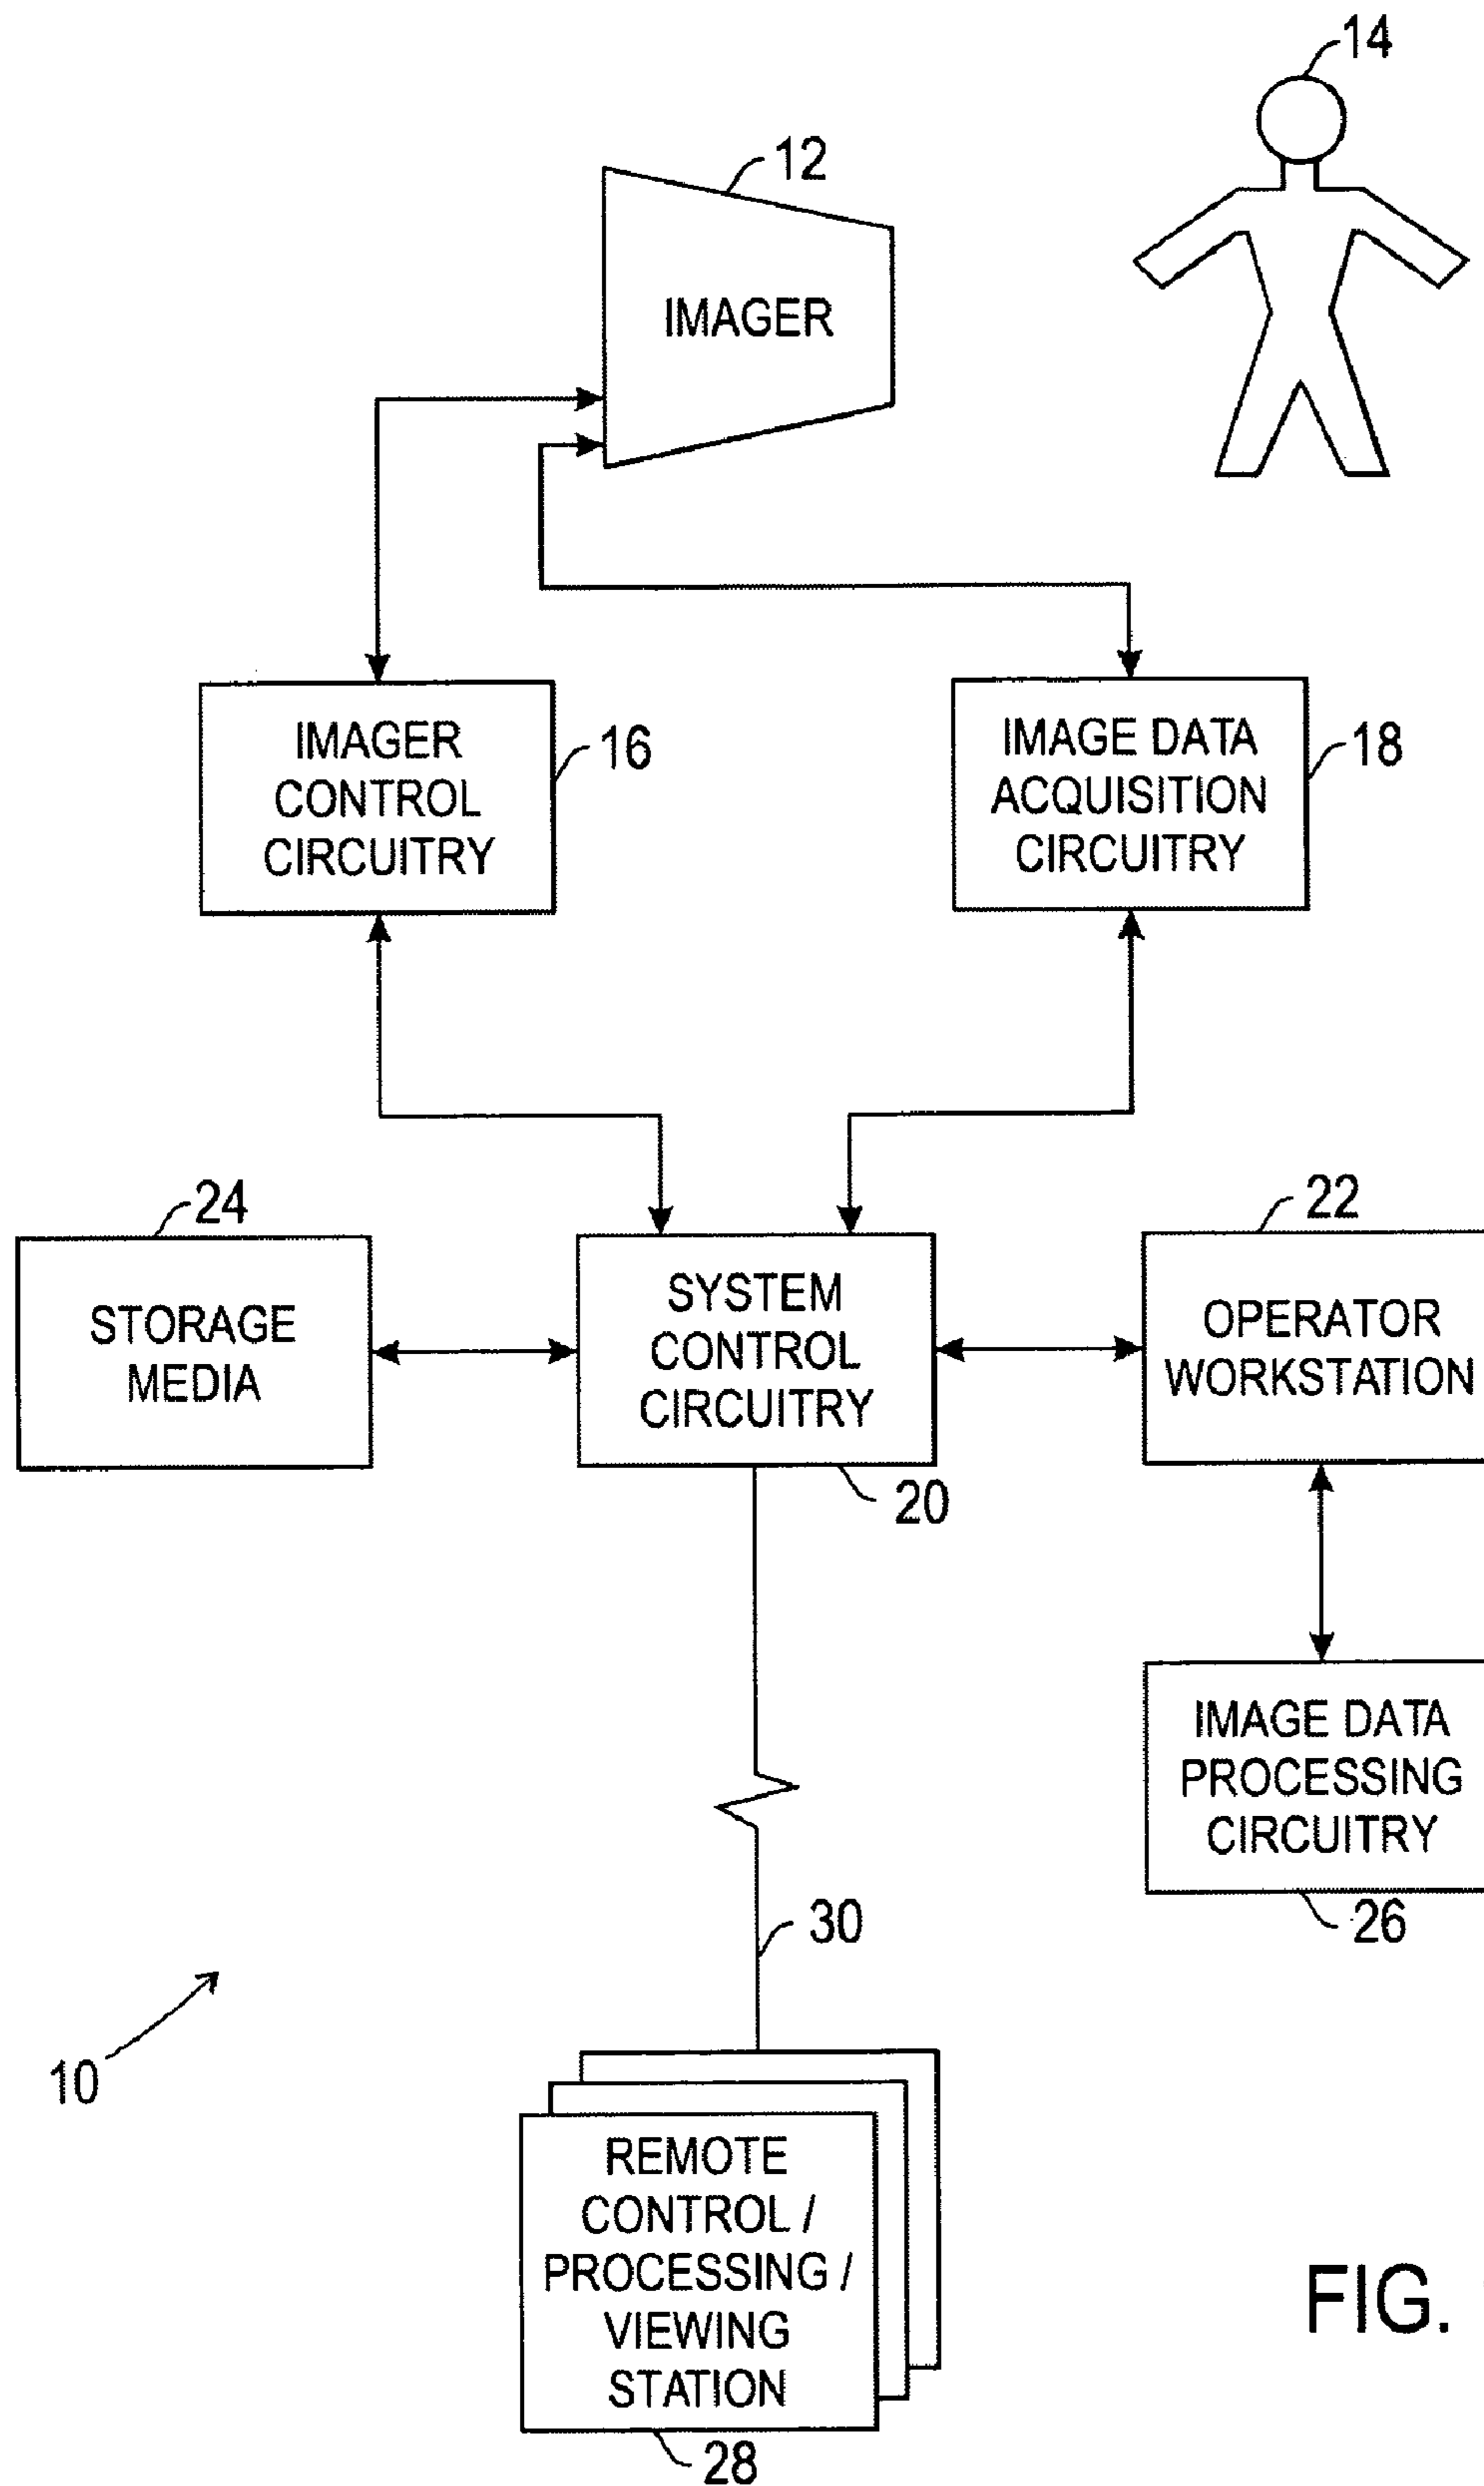 14
12
IMAGER
IMAGER
CONTROL
CIRCUITRY
16
IMAGE DATA
ACQUISITION
CIRCUITRY
18
24
STORAGE
MEDIA
SYSTEM
CONTROL
CIRCUITRY
20
22
OPERATOR
WORKSTATION
IMAGE DATA
PROCESSING
CIRCUITRY
26
30
10
REMOTE
CONTROL /
PROCESSING /
VIEWING
STATION
28
FIG.